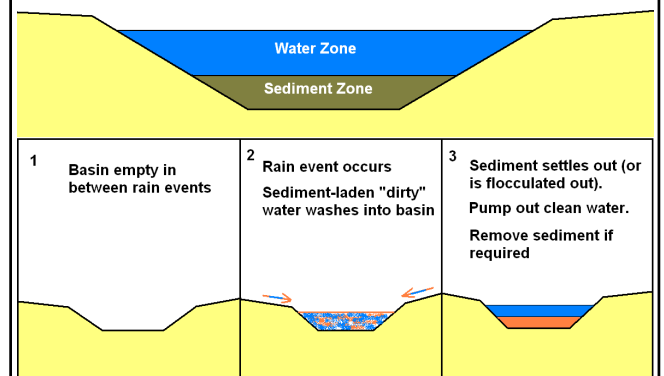 Water Zone
Sediment Zone
1
Basin empty in
between rain events
2
Rain event occurs
Sediment-laden "dirty"
water washes into basin
3
Sediment settles out (or
is flocculated out).
Pump out clean water.
Remove sediment if
required